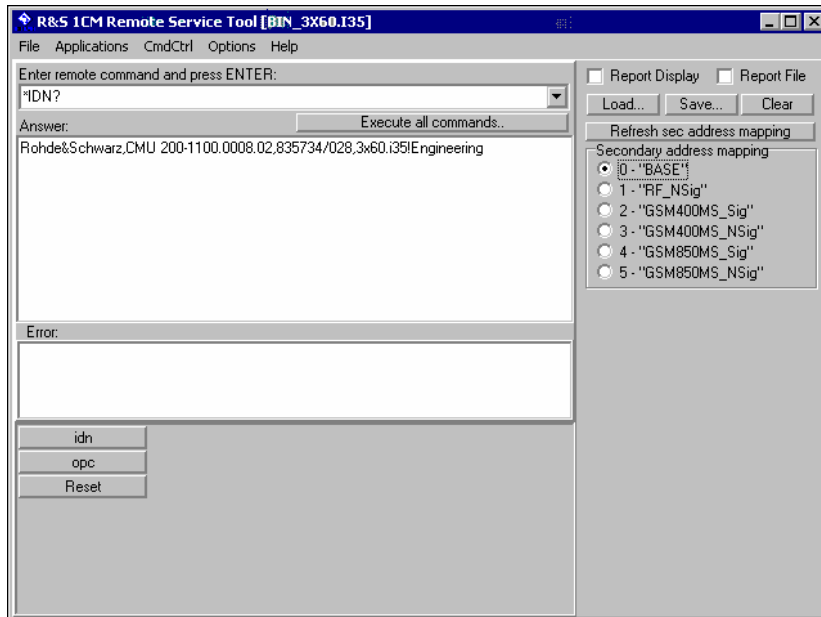 R&S 1CM Remote Service Tool [BIN_3X60.I35]
File Applications CmdCtrl Options Help
Enter remote command and press ENTER:
*IDN?
Answer:
Execute all commands..
Rohde&Schwarz,CMU 200-1100.0008.02,835734/028,3x60.i35!Engineering
Error:
idn
opc
Reset
Report Display Report File
Load... Save... Clear
Refresh sec address mapping
Secondary address mapping
0 - "BASE"
1 - "RF_NSig"
2 - "GSM400MS_Sig"
3 - "GSM400MS_NSig"
4 - "GSM850MS_Sig"
5 - "GSM850MS_NSig"